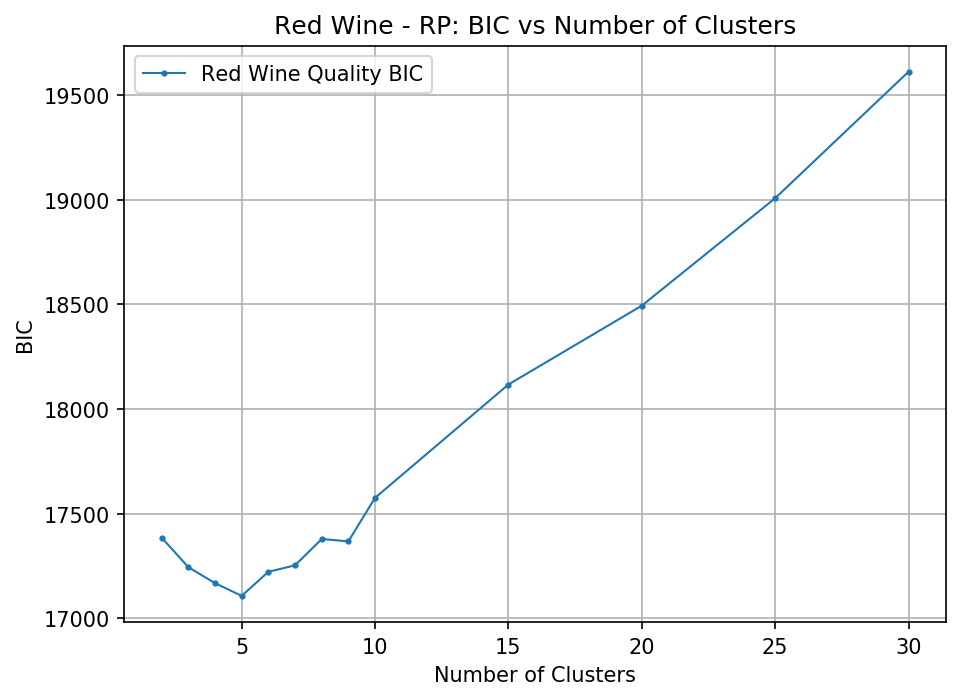 Red Wine - RP: BIC vs Number of Clusters
Red Wine Quality BIC
19500
19000
18500
18000
17500
17000
BIC
5 10 15 20 25 30
Number of Clusters